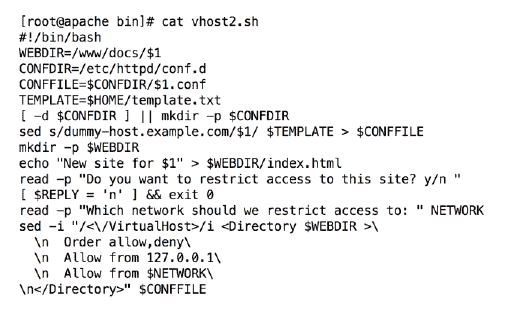 [root@apache bin]# cat vhost2.sh
#!/bin/bash
WEBDIR=/www/docs/$1
CONFDIR=/etc/httpd/conf.d
CONFFILE=$CONFDIR/$1.conf
TEMPLATE=$HOME/template.txt
[ -d $CONFDIR ] || mkdir -p $CONFDIR
sed s/dummy-host.example.com/$1/ $TEMPLATE > $CONFFILE
mkdir -p $WEBDIR
echo "New site for $1" > $WEBDIR/index.html
read -p "Do you want to restrict access to this site? y/n "
[ $REPLY = 'n' ] && exit 0
read -p "Which network should we restrict access to: " NETWORK
sed -i "/<\/VirtualHost>/i <Directory $WEBDIR >\
  \n  Order allow,deny\
  \n  Allow from 127.0.0.1\
  \n  Allow from $NETWORK\
\n</Directory>" $CONFFILE